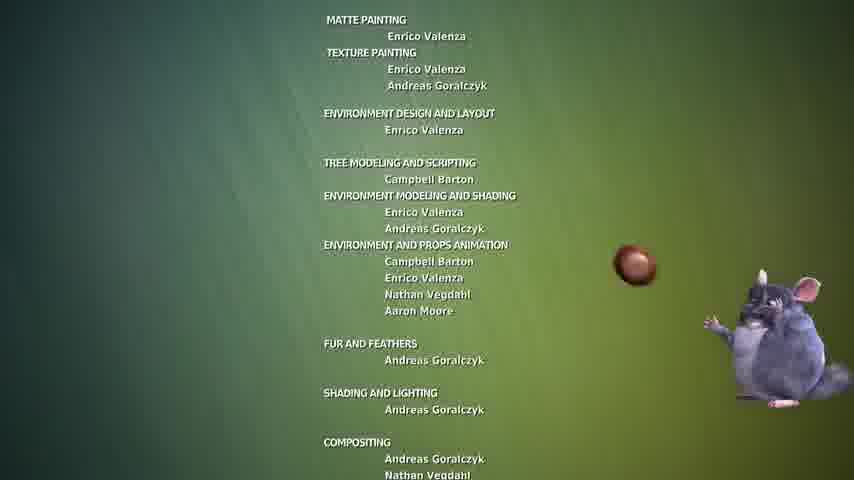 MATTE PAINTING
Enrico Valenza
TEXTURE PAINTING
Enrico Valenza
Andreas Goralczyk
ENVIRONMENT DESIGN AND LAYOUT
Enrico Valenza
TREE MODELING AND SCRIPTING
Campbell Barton
ENVIRONMENT MODELING AND SHADING
Enrico Valenza
Andreas Goralczyk
ENVIRONMENT AND PROPS ANIMATION
Campbell Barton
Enrico Valenza
Nathan Vegdahl
Aaron Moore
FUR AND FEATHERS
Andreas Goralczyk
SHADING AND LIGHTING
Andreas Goralczyk
COMPOSITING
Andreas Goralczyk
Nathan Vegdahl